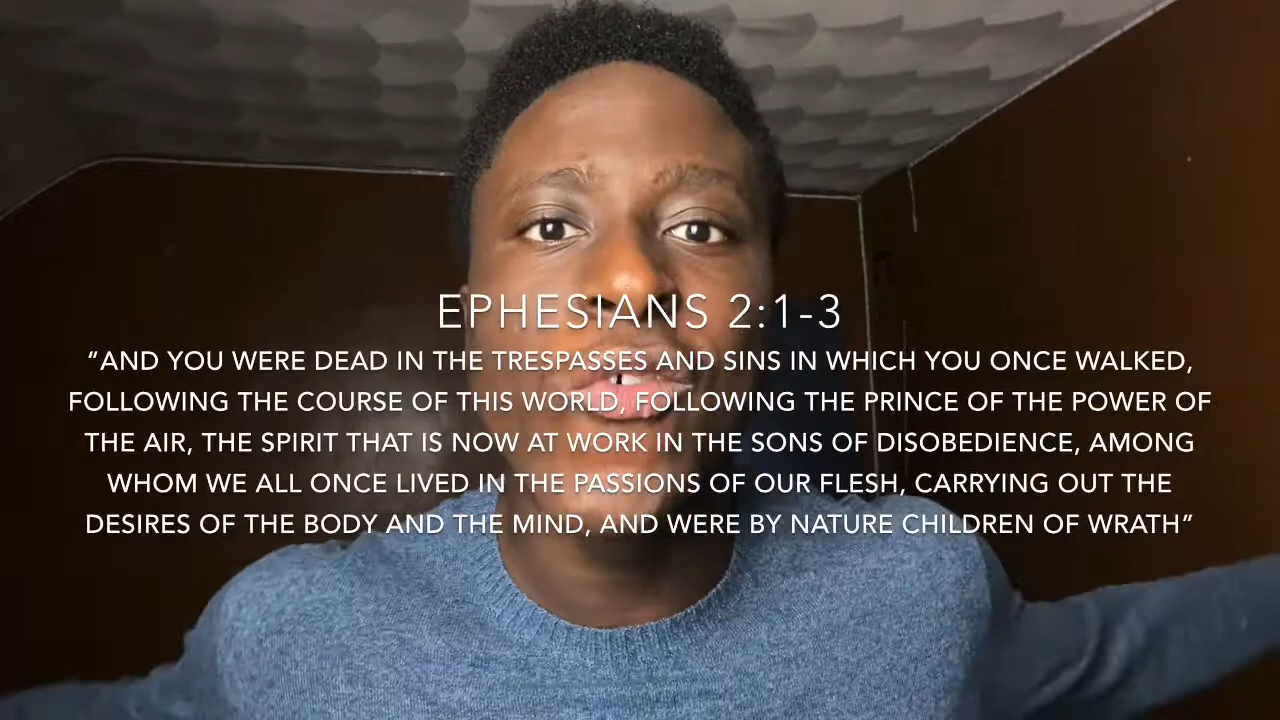 EPHESIANS 2:1-3
“AND YOU WERE DEAD IN THE TRESPASSES AND SINS IN WHICH YOU ONCE WALKED,
FOLLOWING THE COURSE OF THIS WORLD, FOLLOWING THE PRINCE OF THE POWER OF
THE AIR, THE SPIRIT THAT IS NOW AT WORK IN THE SONS OF DISOBEDIENCE, AMONG
WHOM WE ALL ONCE LIVED IN THE PASSIONS OF OUR FLESH, CARRYING OUT THE
DESIRES OF THE BODY AND THE MIND, AND WERE BY NATURE CHILDREN OF WRATH”